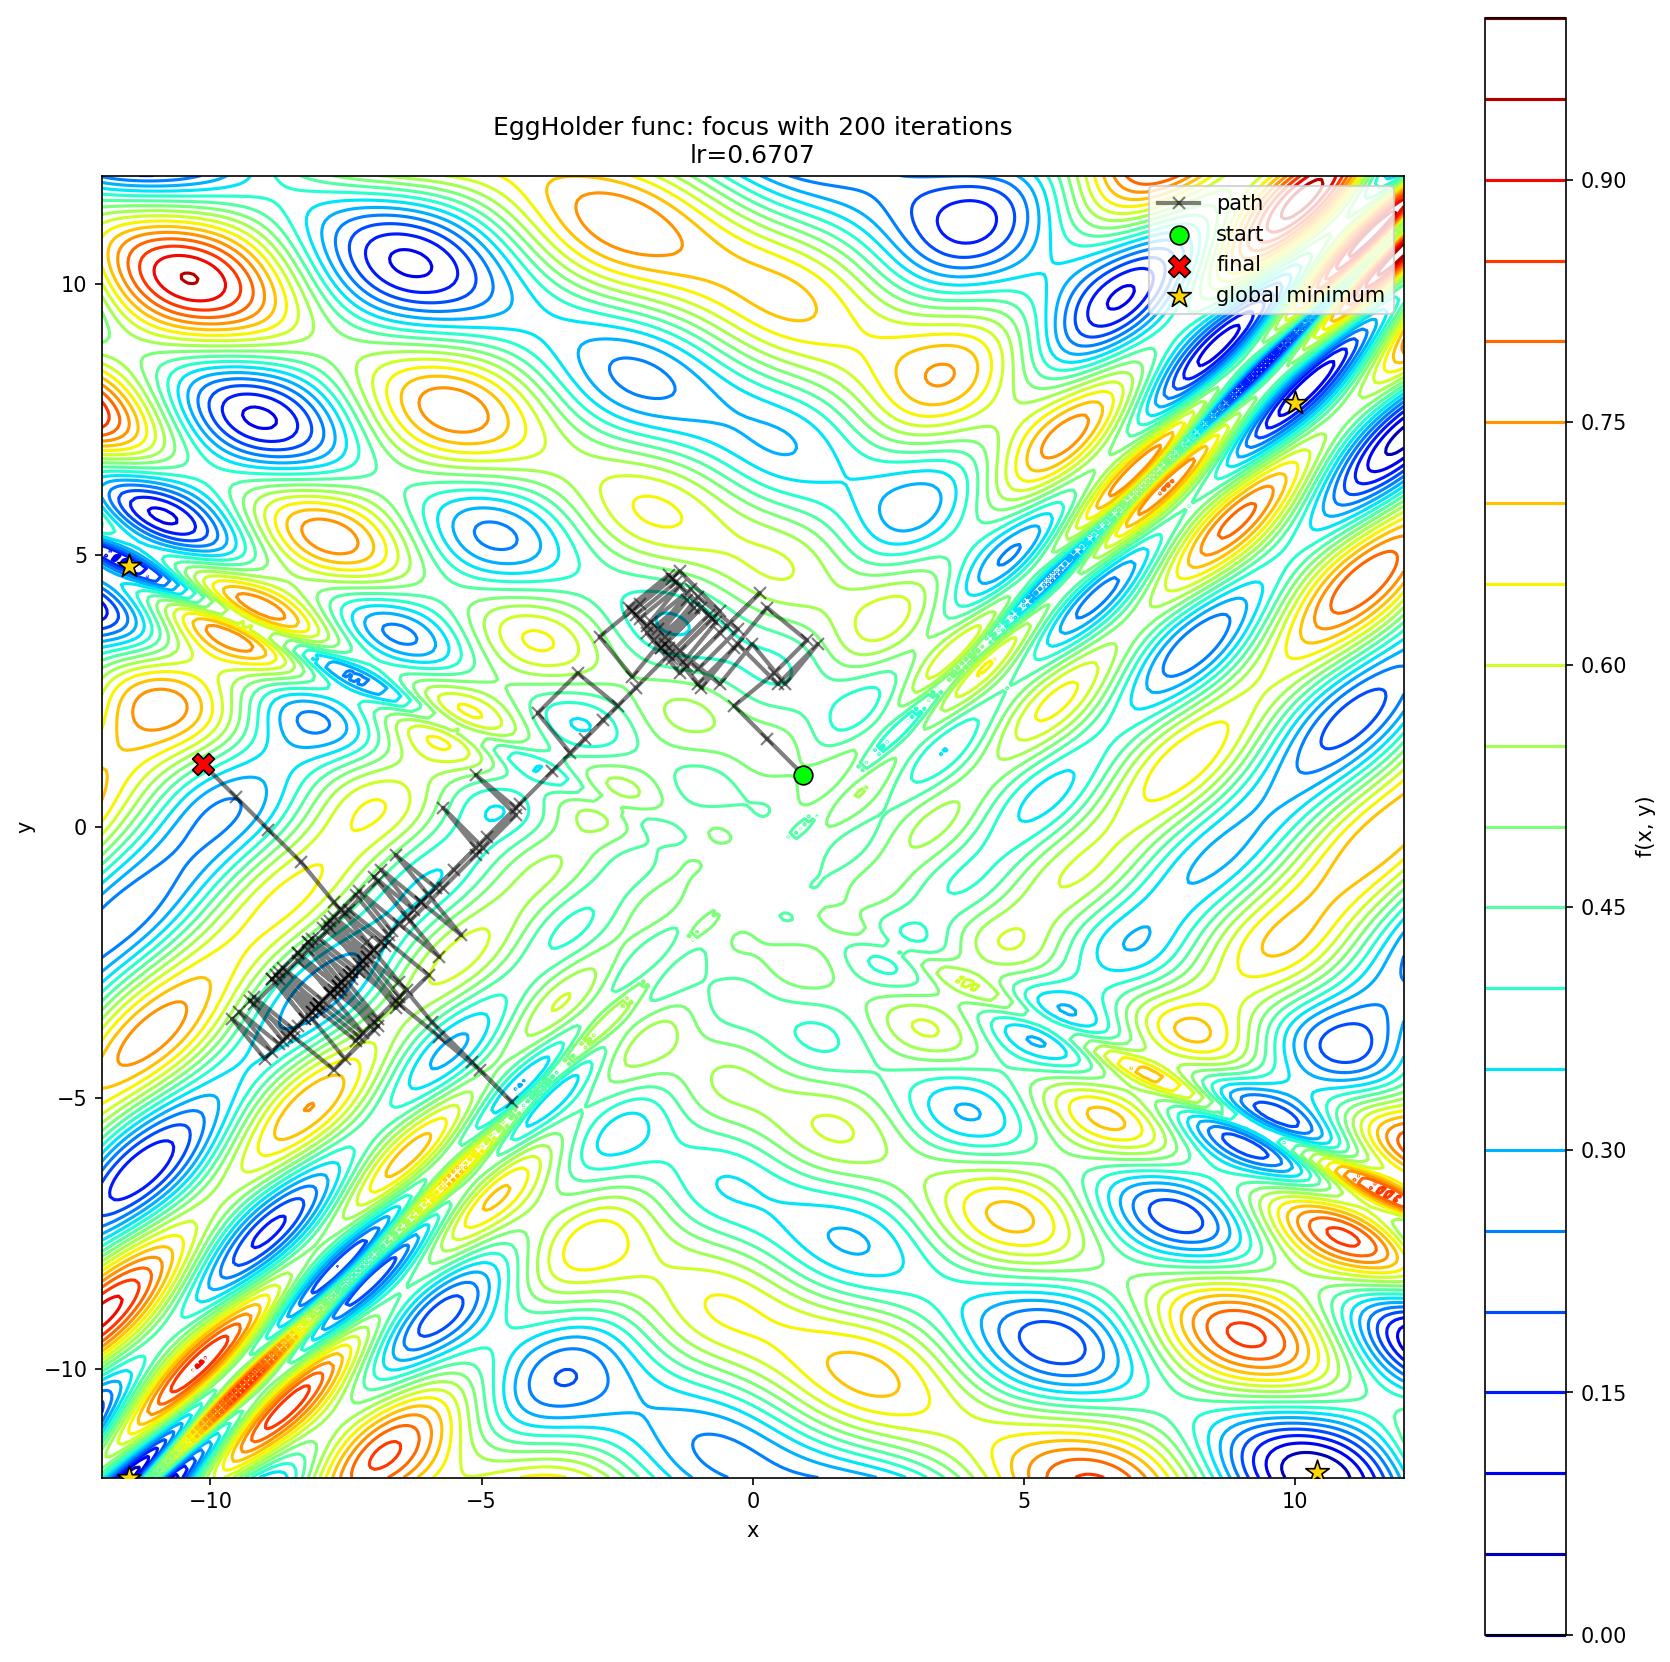 EggHolder func: focus with 200 iterations
lr=0.6707
path
start
final
global minimum
10
5
0
−5
−10
y
−10
−5
0
5
10
x
0.90
0.75
0.60
0.45
0.30
0.15
0.00
f(x, y)